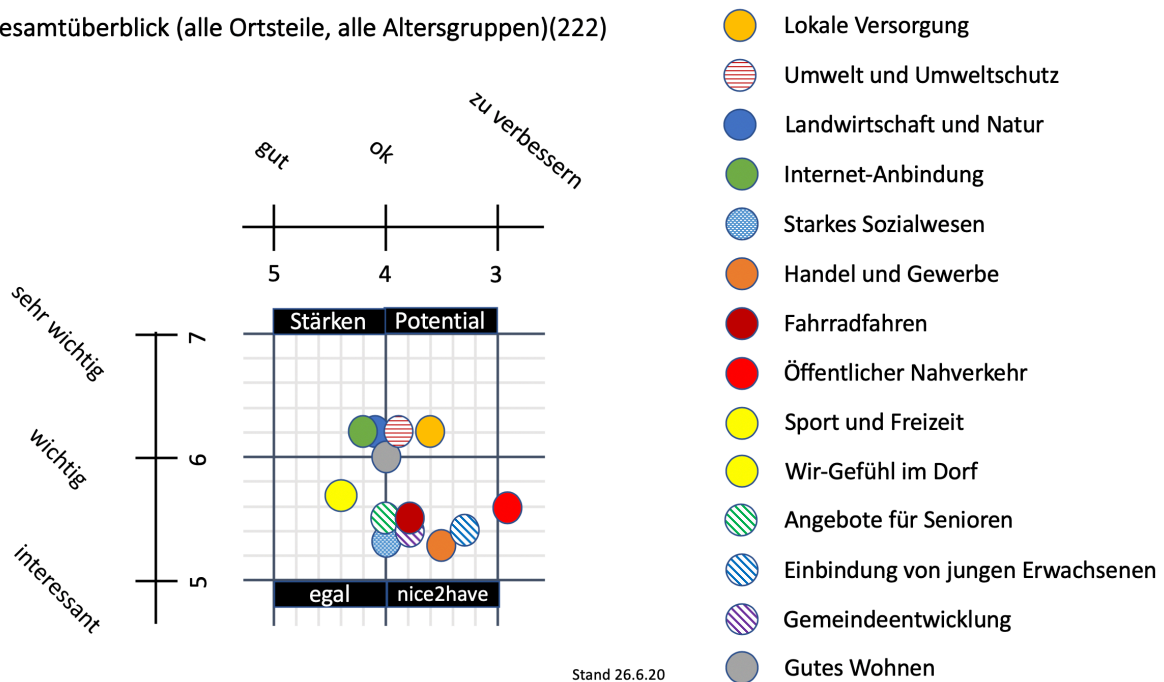 esamtüberblick (alle Ortsteile, alle Altersgruppen)(222)
gut
ok
zu verbessern
5
4
3
Stärken
Potential
sehr wichtig
7
wichtig
6
interessant
5
egal
nice2have
Stand 26.6.20
Lokale Versorgung
Umwelt und Umweltschutz
Landwirtschaft und Natur
Internet-Anbindung
Starkes Sozialwesen
Handel und Gewerbe
Fahrradfahren
Öffentlicher Nahverkehr
Sport und Freizeit
Wir-Gefühl im Dorf
Angebote für Senioren
Einbindung von jungen Erwachsenen
Gemeindeentwicklung
Gutes Wohnen